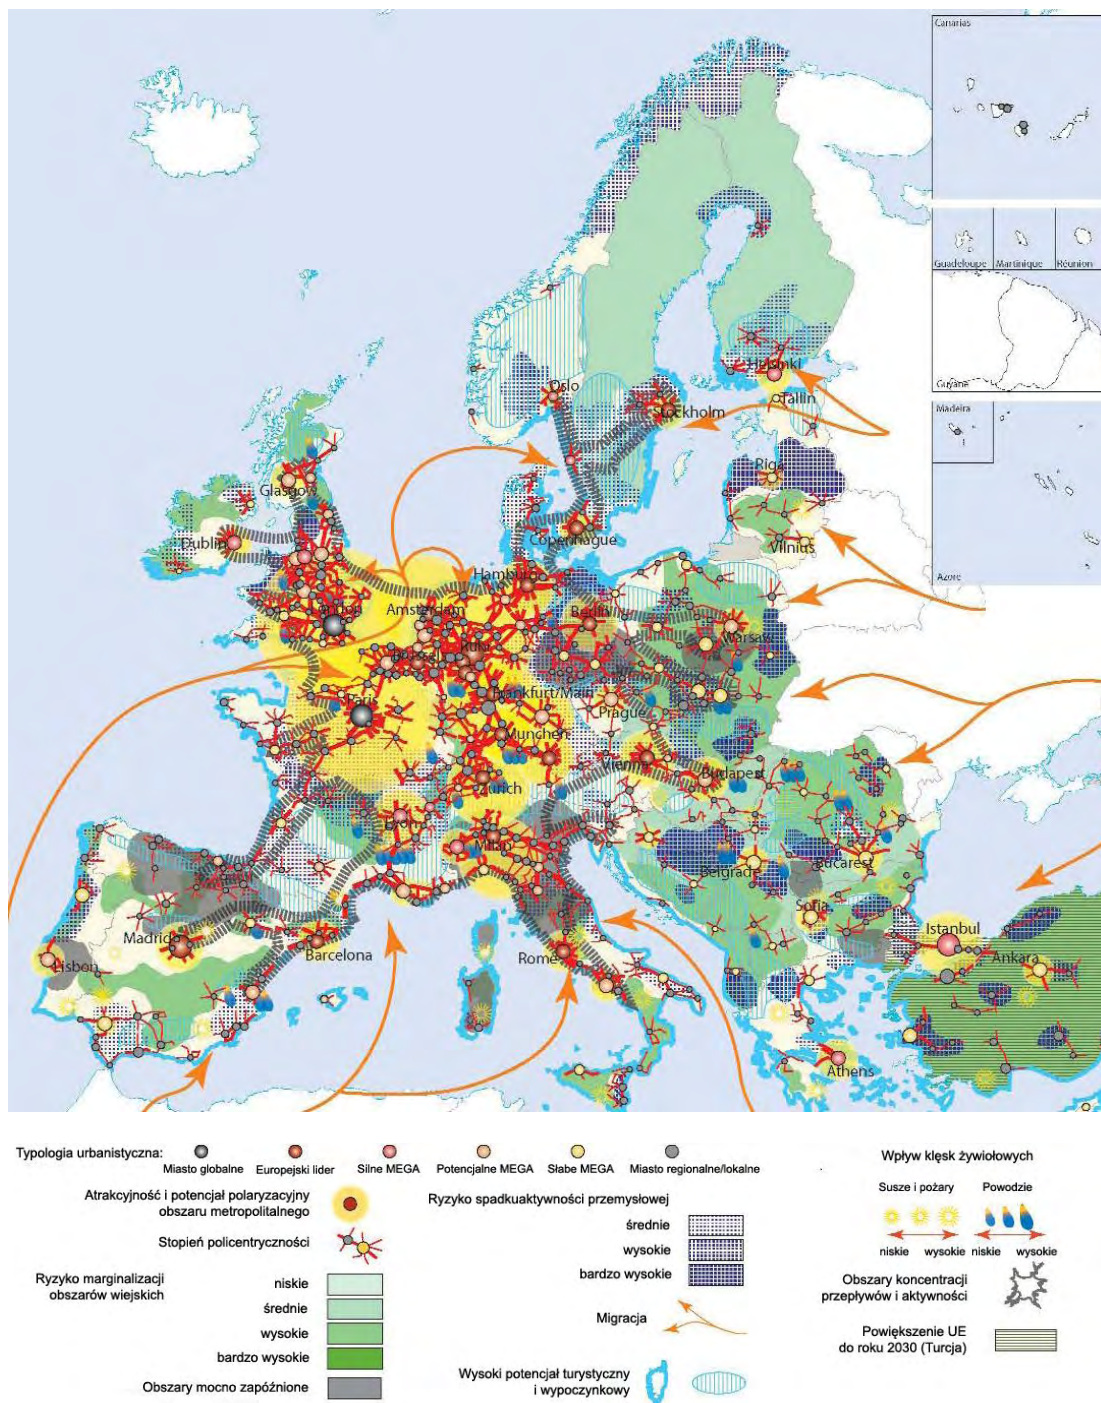 Canarias
Guadeloupe
Martinique
Réunion
Guyane
Madeira
Azore
Helsinki
Tallin
Oslo
Stockholm
Riga
Glasgow
Dublin
Copenhague
Vilnius
Hamburg
London
Amsterdam
Berlin
Warsaw
Ruhr
Paris
Frankfurt/Main
Prague
Munchen
Vienna
Budapest
Zurich
Lyon
Milan
Bucarest
Belgrade
Sofia
Istanbul
Ankara
Madrid
Barcelona
Lisbon
Rome
Athens
Typologia urbanistyczna:
Miasto globalne
Europejski lider
Silne MEGA
Potencjalne MEGA
Słabe MEGA
Miasto regionalne/lokalne
Atrakcyjność i potencjał polaryzacyjny
obszaru metropolitalnego
Stopień policentryczności
Ryzyko marginalizacji
obszarów wiejskich
niskie
średnie
wysokie
bardzo wysokie
Obszary mocno zapóźnione
Ryzyko spadkuaktywności przemysłowej
średnie
wysokie
bardzo wysokie
Migracja
Wysoki potencjał turystyczny
i wypoczynkowy
Wpływ klęsk żywiołowych
Susze i pożary
Powodzie
niskie
wysokie
niskie
wysokie
Obszary koncentracji
przepływów i aktywności
Powiększenie UE
do roku 2030 (Turcja)